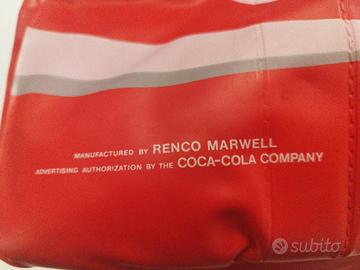 MANUFACTURED BY RENCO MARWELL
ADVERTISING AUTHORIZATION BY THE COCA-COLA COMPANY
subito